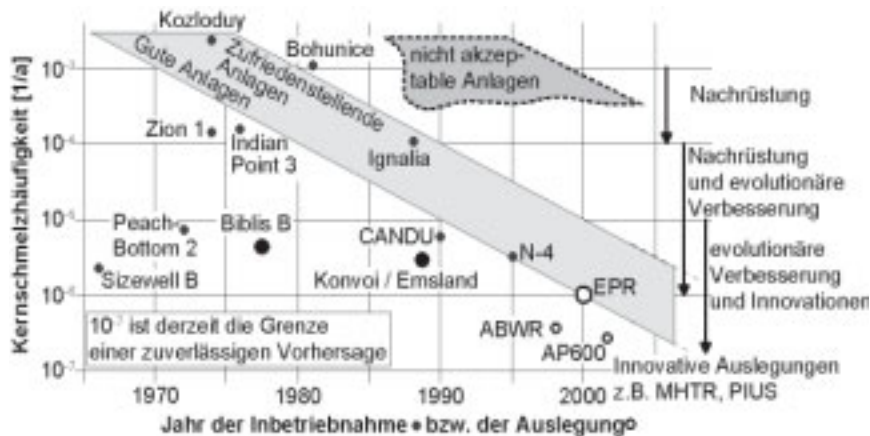 Kernschmelzhäufigkeit [1/a]
10⁻³
10⁻⁴
10⁻⁵
10⁻⁶
10⁻⁷
Kozloduy
Bohunice
Gute Anlagen
Zufriedenstellende
Anlagen
nicht akzep-
table Anlagen
Zion 1
Indian
Point 3
Ignalia
Peach-
Bottom 2
Biblis B
Sizewell B
CANDU
Konvoi / Emsland
N-4
EPR
ABWR
AP600
10⁻⁷ ist derzeit die Grenze
einer zuverlässigen Vorhersage
Nachrüstung
Nachrüstung
und evolutionäre
Verbesserung
evolutionäre
Verbesserung
und Innovationen
Innovative Auslegungen
z.B. MHTR, PIUS
1970
1980
1990
2000
Jahr der Inbetriebnahme • bzw. der Auslegung o